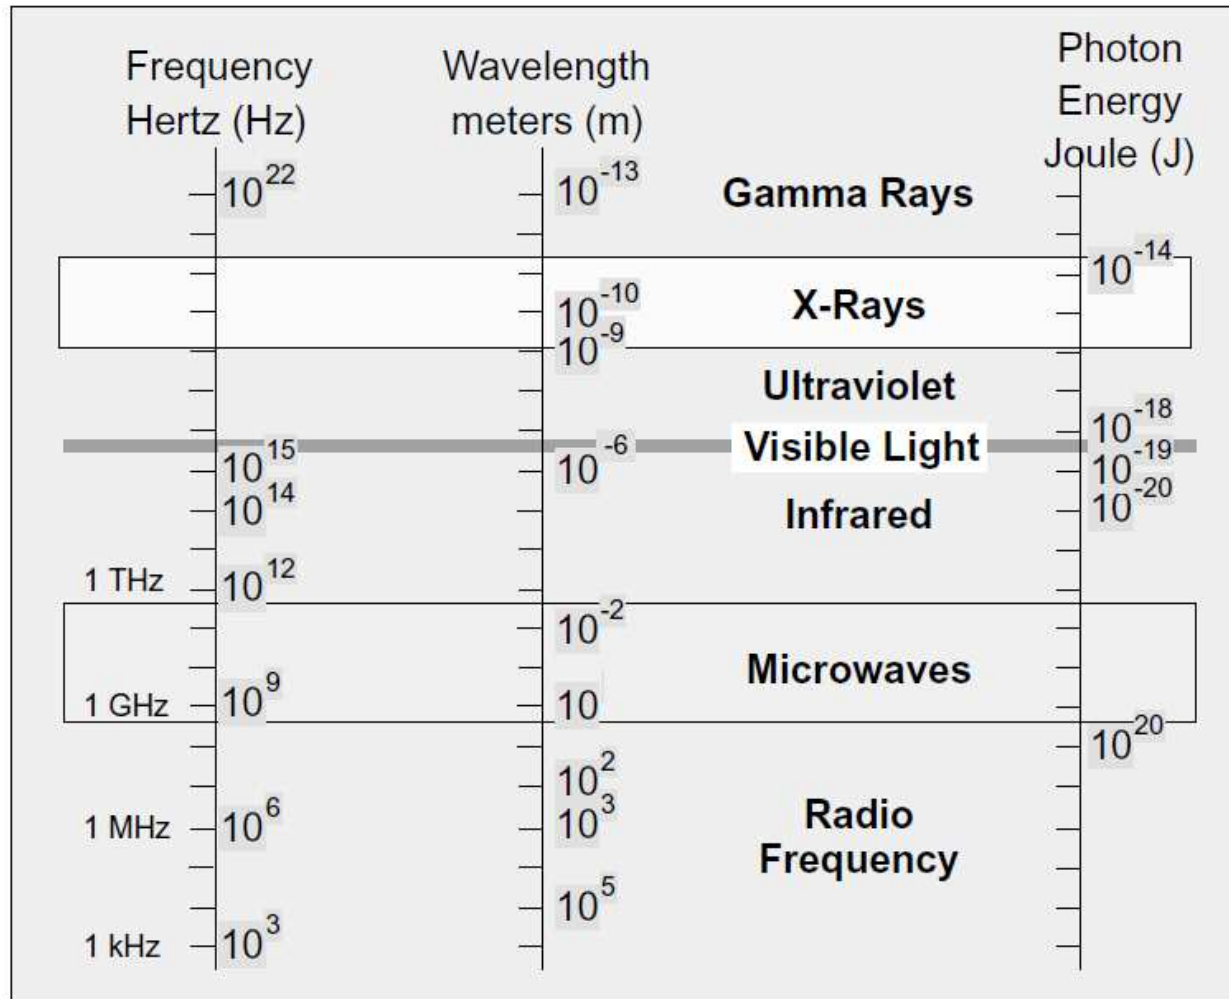 Frequency
Hertz (Hz)
Wavelength
meters (m)
Photon
Energy
Joule (J)
10^22
10^-13
Gamma Rays
10^-14
10^-10
X-Rays
10^-9
Ultraviolet
10^-18
10^-6
Visible Light
10^15
10^-19
10^14
Infrared
10^-20
1 THz
10^12
10^-2
Microwaves
1 GHz
10^9
10
10^20
10^2
1 MHz
10^6
10^3
Radio
Frequency
10^5
1 kHz
10^3